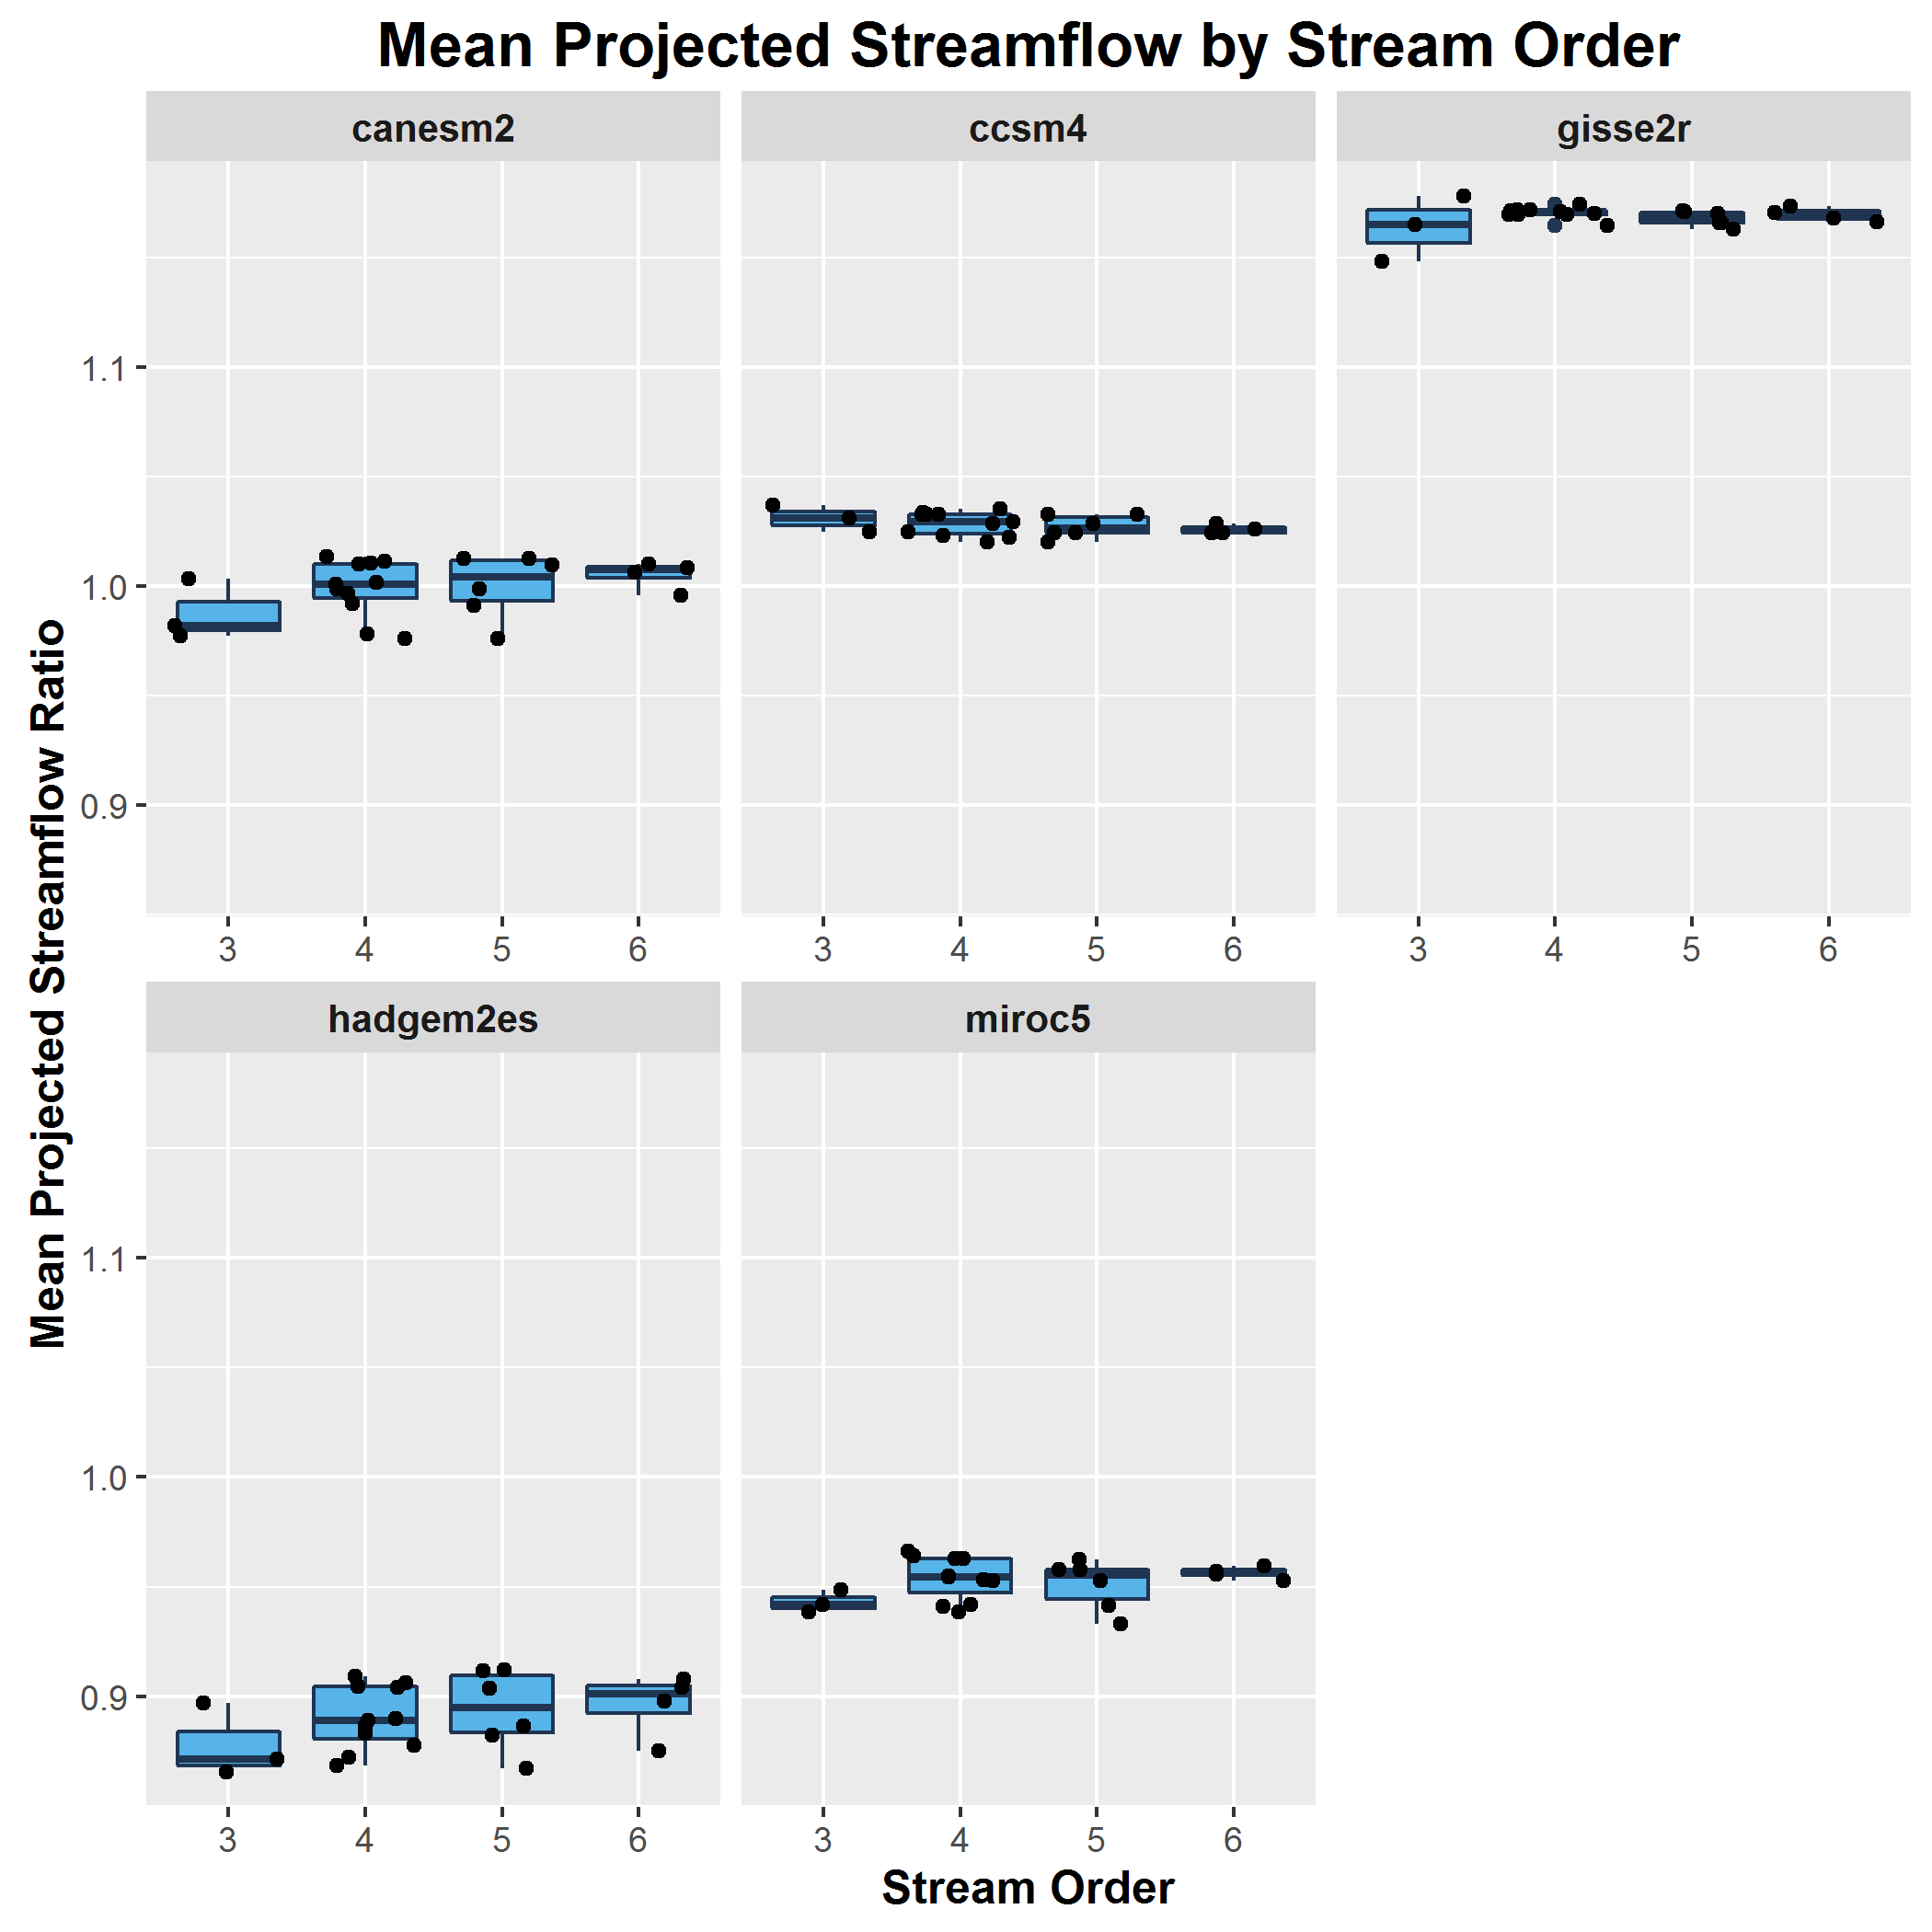 Mean Projected Streamflow by Stream Order
canesm2
ccsm4
gisse2r
1.1
1.0
0.9
3 4 5 6
3 4 5 6
3 4 5 6
Mean Projected Streamflow Ratio
hadgem2es
miroc5
1.1
1.0
0.9
3 4 5 6
3 4 5 6
Stream Order